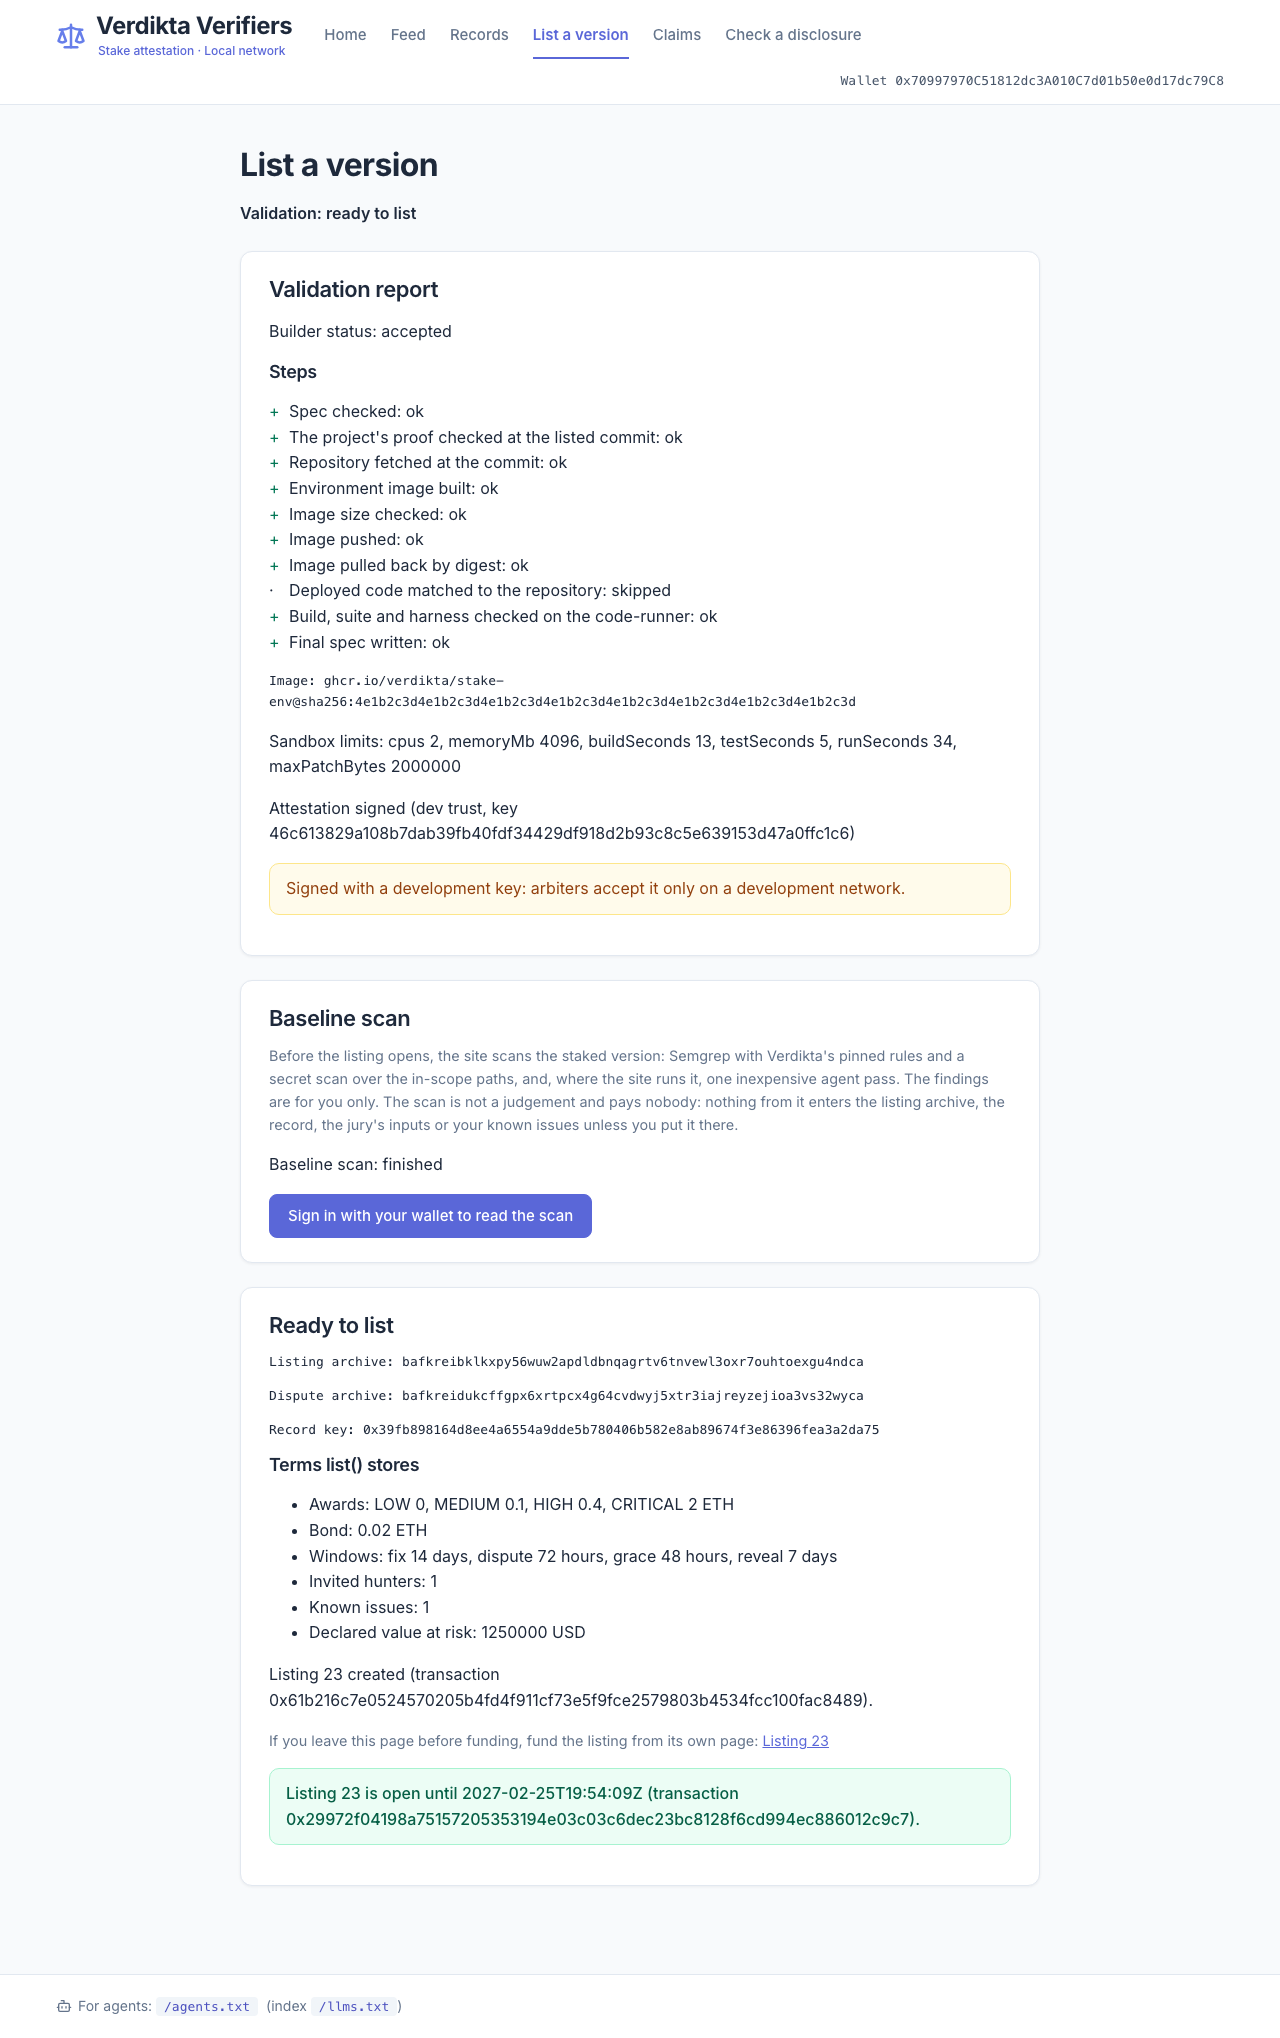 Verdikta Verifiers
Stake attestation · Local network
Home
Feed
Records
List a version
Claims
Check a disclosure
Wallet 0x70997970C51812dc3A010C7d01b50e0d17dc79C8
List a version
Validation: ready to list
Validation report
Builder status: accepted
Steps
+ Spec checked: ok
+ The project's proof checked at the listed commit: ok
+ Repository fetched at the commit: ok
+ Environment image built: ok
+ Image size checked: ok
+ Image pushed: ok
+ Image pulled back by digest: ok
· Deployed code matched to the repository: skipped
+ Build, suite and harness checked on the code-runner: ok
+ Final spec written: ok
Image: ghcr.io/verdikta/stake-
env@sha256:4e1b2c3d4e1b2c3d4e1b2c3d4e1b2c3d4e1b2c3d4e1b2c3d4e1b2c3d4e1b2c3d
Sandbox limits: cpus 2, memoryMb 4096, buildSeconds 13, testSeconds 5, runSeconds 34,
maxPatchBytes 2000000
Attestation signed (dev trust, key
46c613829a108b7dab39fb40fdf34429df918d2b93c8c5e639153d47a0ffc1c6)
Signed with a development key: arbiters accept it only on a development network.
Baseline scan
Before the listing opens, the site scans the staked version: Semgrep with Verdikta's pinned rules and a
secret scan over the in-scope paths, and, where the site runs it, one inexpensive agent pass. The findings
are for you only. The scan is not a judgement and pays nobody: nothing from it enters the listing archive, the
record, the jury's inputs or your known issues unless you put it there.
Baseline scan: finished
Sign in with your wallet to read the scan
Ready to list
Listing archive: bafkreibklkxpy56wuw2apdldbnqagrtv6tnvewl3oxr7ouhtoexgu4ndca
Dispute archive: bafkreidukcffgpx6xrtpcx4g64cvdwyj5xtr3iajreyzejioa3vs32wyca
Record key: 0x39fb898164d8ee4a6554a9dde5b780406b582e8ab89674f3e86396fea3a2da75
Terms list() stores
• Awards: LOW 0, MEDIUM 0.1, HIGH 0.4, CRITICAL 2 ETH
• Bond: 0.02 ETH
• Windows: fix 14 days, dispute 72 hours, grace 48 hours, reveal 7 days
• Invited hunters: 1
• Known issues: 1
• Declared value at risk: 1250000 USD
Listing 23 created (transaction
0x61b216c7e0524570205b4fd4f911cf73e5f9fce2579803b4534fcc100fac8489).
If you leave this page before funding, fund the listing from its own page: Listing 23
Listing 23 is open until 2027-02-25T19:54:09Z (transaction
0x29972f04198a75157205353194e03c03c6dec23bc8128f6cd994ec886012c9c7).
For agents: /agents.txt (index /llms.txt)